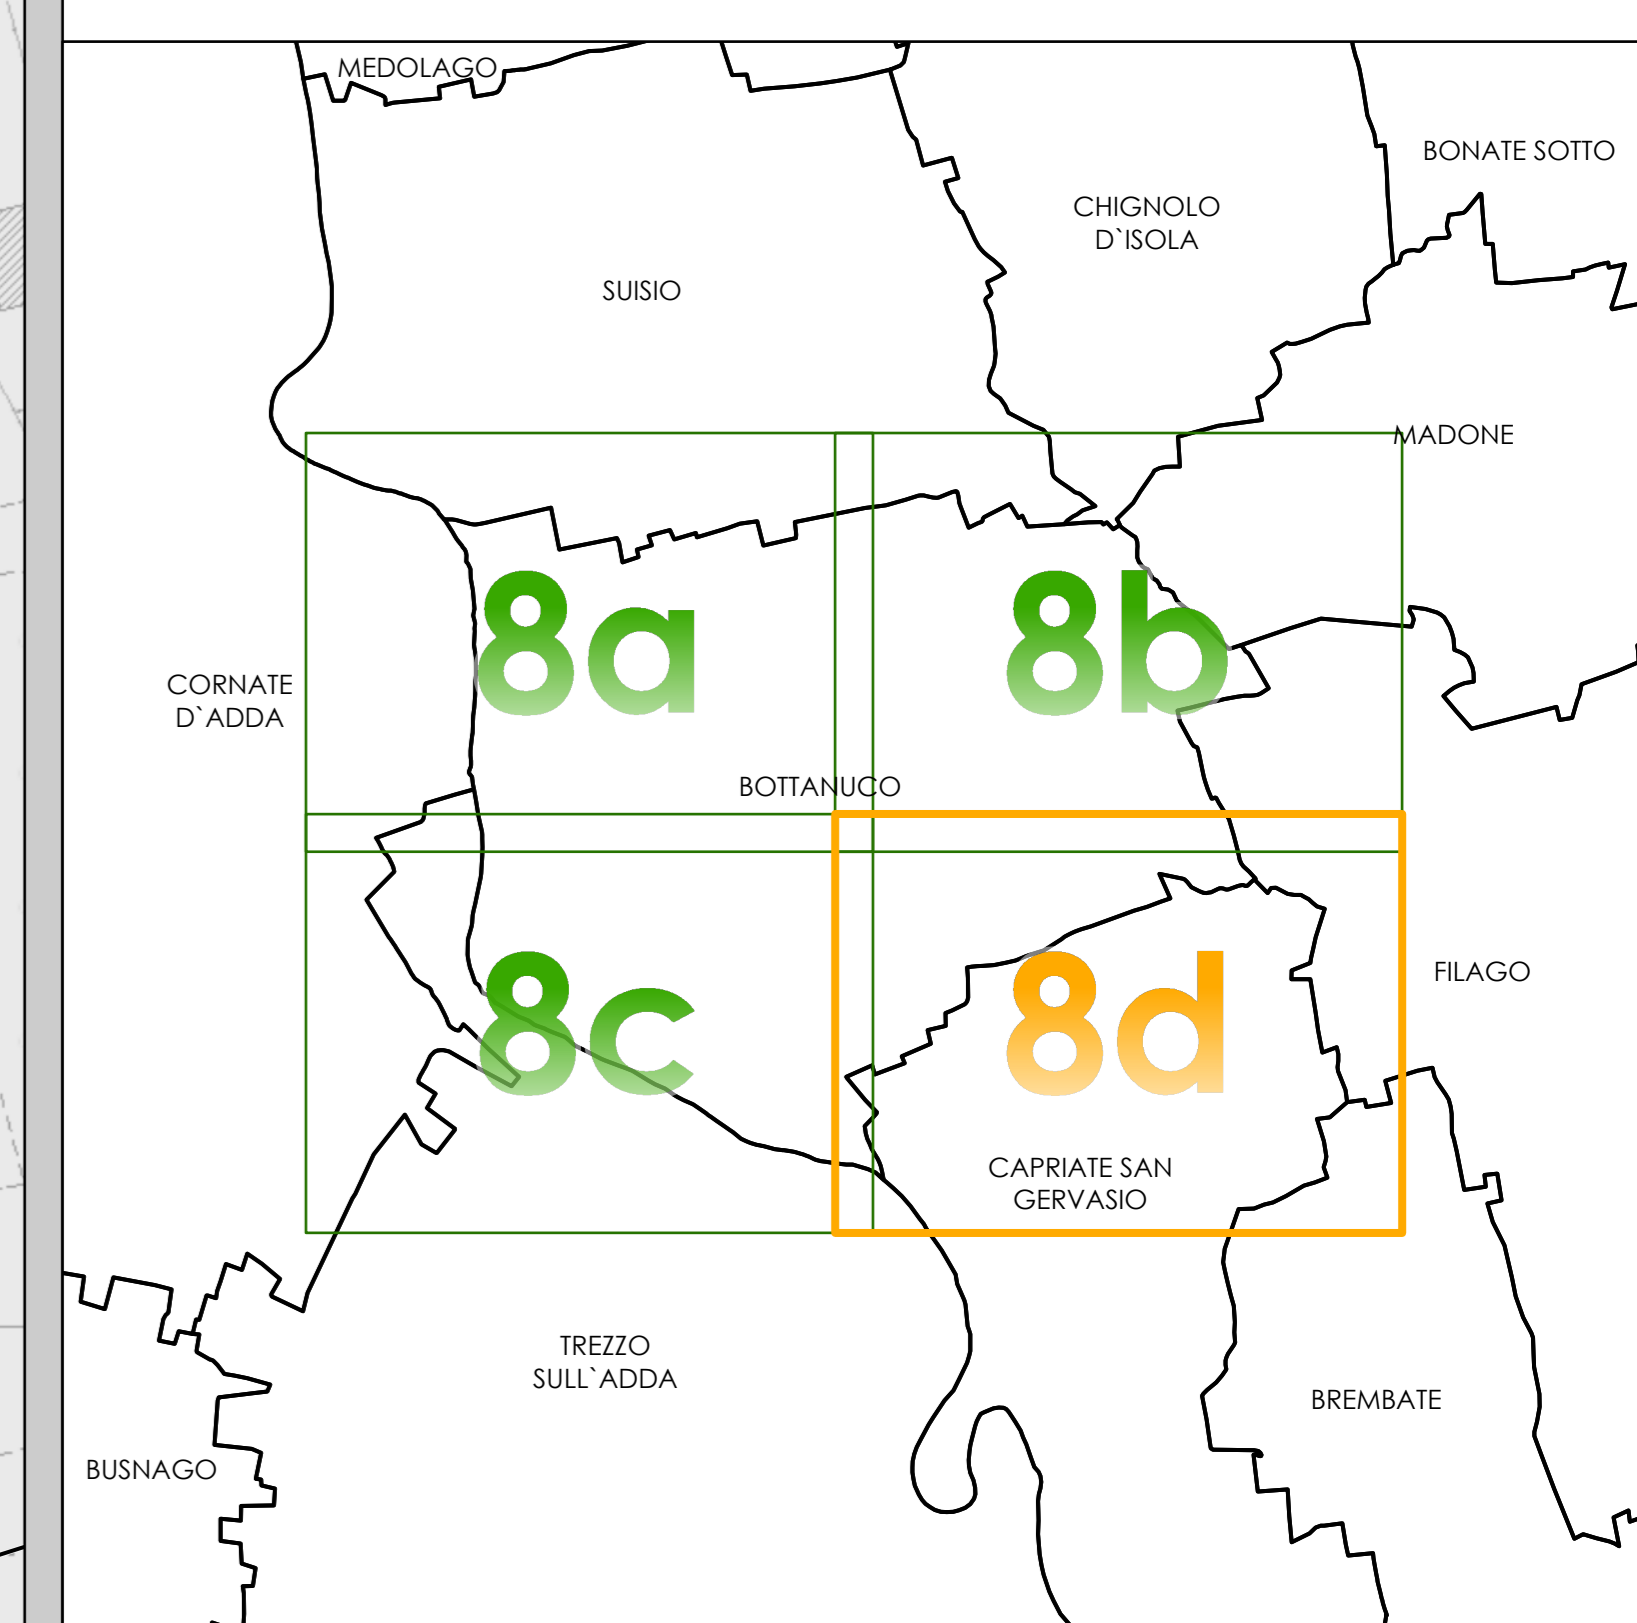 MEDOLAGO
BONATE SOTTO
CHIGNOLO
D`ISOLA
SUISIO
MADONE
8a
8b
CORNATE
D`ADDA
BOTTANUCO
8c
8d
FILAGO
CAPRIATE SAN
GERVASIO
TREZZO
SULL`ADDA
BREMBATE
BUSNAGO